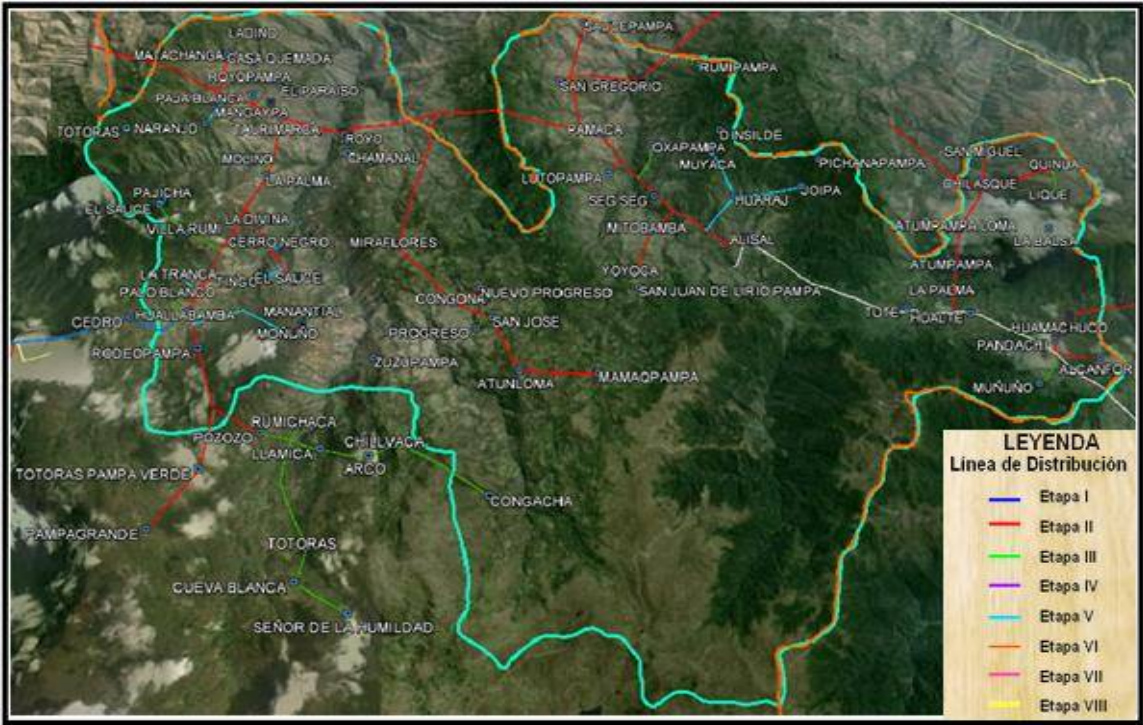 LADINO
SAUCEPAMPA
MATACHANGA
CASA QUEMADA
RUMIPAMPA
ROYOPAMPA
SAN GREGORIO
EL PARAISO
PAJA BLANCA
MANGAYPA
TOTORAS
NARANJO
TAURIMARCA
ROYO
PAMACA
DINSILDE
OXAPAMPA
SAN MIGUEL
MOLINO
CHAMANAL
MUYACA
PICHANAPAMPA
QUINUA
LA PALMA
LUTOPAMPA
CHILASQUE
PAJICHA
SEG SEG
HUARAJ
JOIPA
LIQUE
EL SAUCE
LA DIVINA
MITOBAMBA
ATUMPAMPA LOMA
VILLA RUMI
CERRO NEGRO
MIRAFLORES
ALISAL
LA BALSA
LA TRANCA
TINGO
EL SAUCE
YOYOCA
ATUMPAMPA
PALO BLANCO
CONGONA
NUEVO PROGRESO
SAN JUAN DE LIRIO PAMPA
LA PALMA
CEDRO
HUALLABAMBA
MANANTIAL
SAN JOSE
TOTE
HUALTE
MOÑUÑO
PROGRESO
HUAMACHUCO
RODEOPAMPA
ZUZUPAMPA
PANDACHI
ATUNLOMA
MAMAQPAMPA
ALCANFOR
MUÑUÑO
RUMICHACA
POZOZO
CHILLVACA
LLAMICA
ARCO
TOTORAS PAMPA VERDE
CONGACHA
PAMPAGRANDE
TOTORAS
CUEVA BLANCA
SEÑOR DE LA HUMILDAD
LEYENDA
Línea de Distribución
Etapa I
Etapa II
Etapa III
Etapa IV
Etapa V
Etapa VI
Etapa VII
Etapa VIII